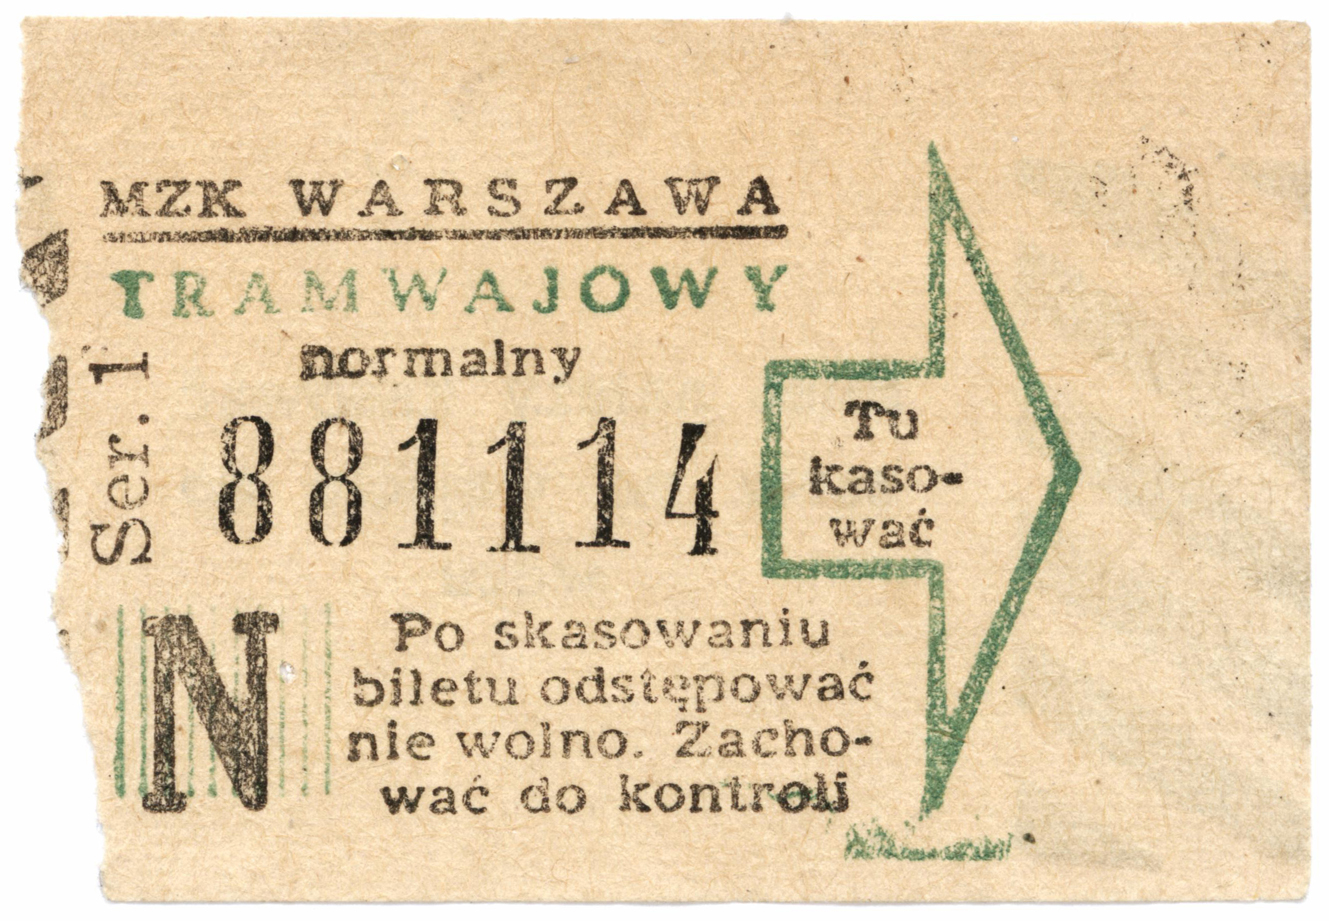 MZK WARSZAWA
TRAMWAJOWY
normalny
Ser. 1
881114
Tu
kaso-
wać
N
Po skasowaniu
biletu odstępować
nie wolno. Zacho-
wać do kontroli